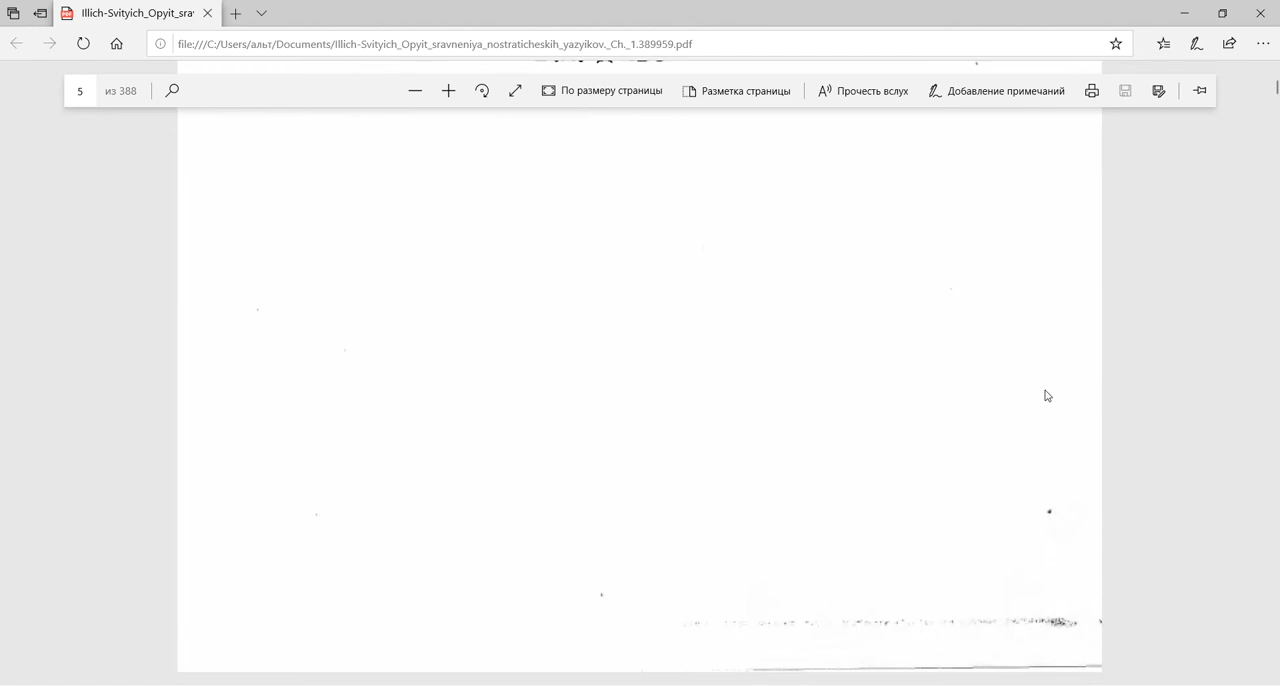 Illich-Svityich_Opyit_sra
file:///C:/Users/альт/Documents/Illich-Svityich_Opyit_sravneniya_nostraticheskih_yazyikov._Ch._1.389959.pdf
5 из 388 По размеру страницы Разметка страницы Прочесть вслух Добавление примечаний